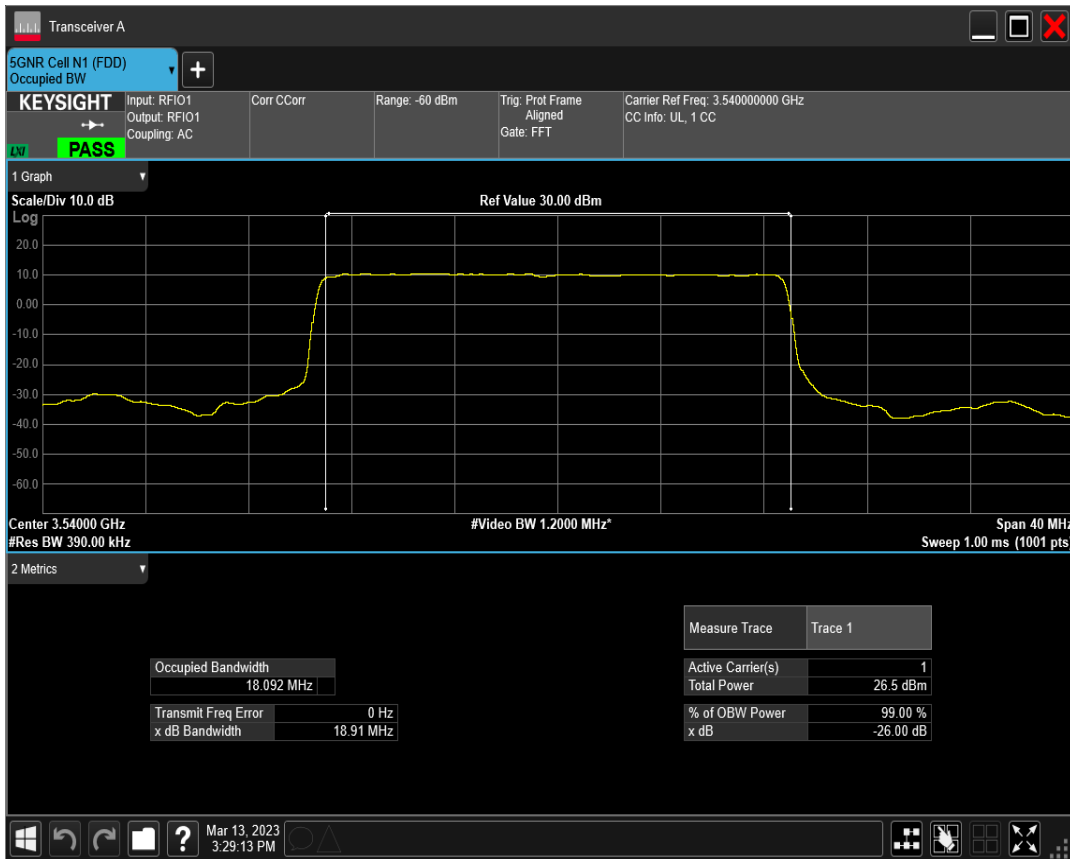 Transceiver A
5GNR Cell N1 (FDD)
Occupied BW
+
KEYSIGHT
LXI
PASS
Input: RFIO1
Output: RFIO1
Coupling: AC
Corr CCorr
Range: -60 dBm
Trig: Prot Frame
Aligned
Gate: FFT
Carrier Ref Freq: 3.540000000 GHz
CC Info: UL, 1 CC
1 Graph
Scale/Div 10.0 dB
Ref Value 30.00 dBm
Log
20.0
10.0
0.00
-10.0
-20.0
-30.0
-40.0
-50.0
-60.0
Center 3.54000 GHz
#Video BW 1.2000 MHz*
Span 40 MHz
#Res BW 390.00 kHz
Sweep 1.00 ms (1001 pts)
2 Metrics
Measure Trace Trace 1
Occupied Bandwidth
18.092 MHz
Transmit Freq Error 0 Hz
x dB Bandwidth 18.91 MHz
Active Carrier(s) 1
Total Power 26.5 dBm
% of OBW Power 99.00 %
x dB -26.00 dB
?
Mar 13, 2023
3:29:13 PM